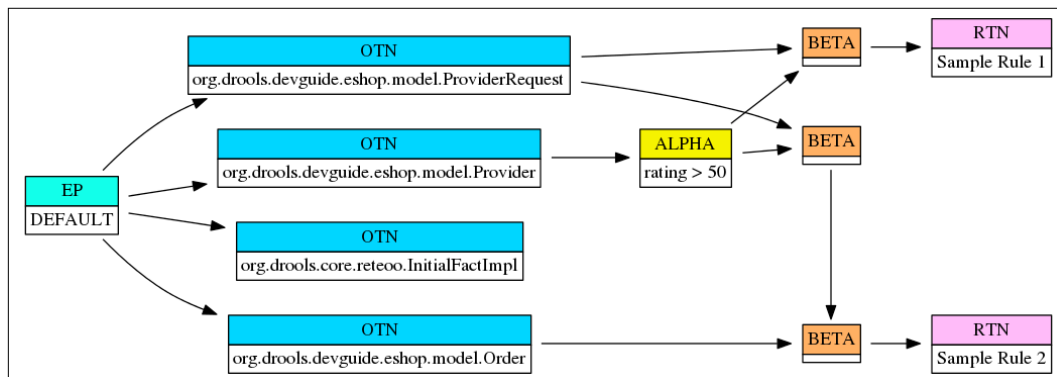 OTN
org.drools.devguide.eshop.model.ProviderRequest
BETA
RTN
Sample Rule 1
OTN
org.drools.devguide.eshop.model.Provider
ALPHA
rating > 50
BETA
EP
DEFAULT
OTN
org.drools.core.reteoo.InitialFactImpl
OTN
org.drools.devguide.eshop.model.Order
BETA
RTN
Sample Rule 2